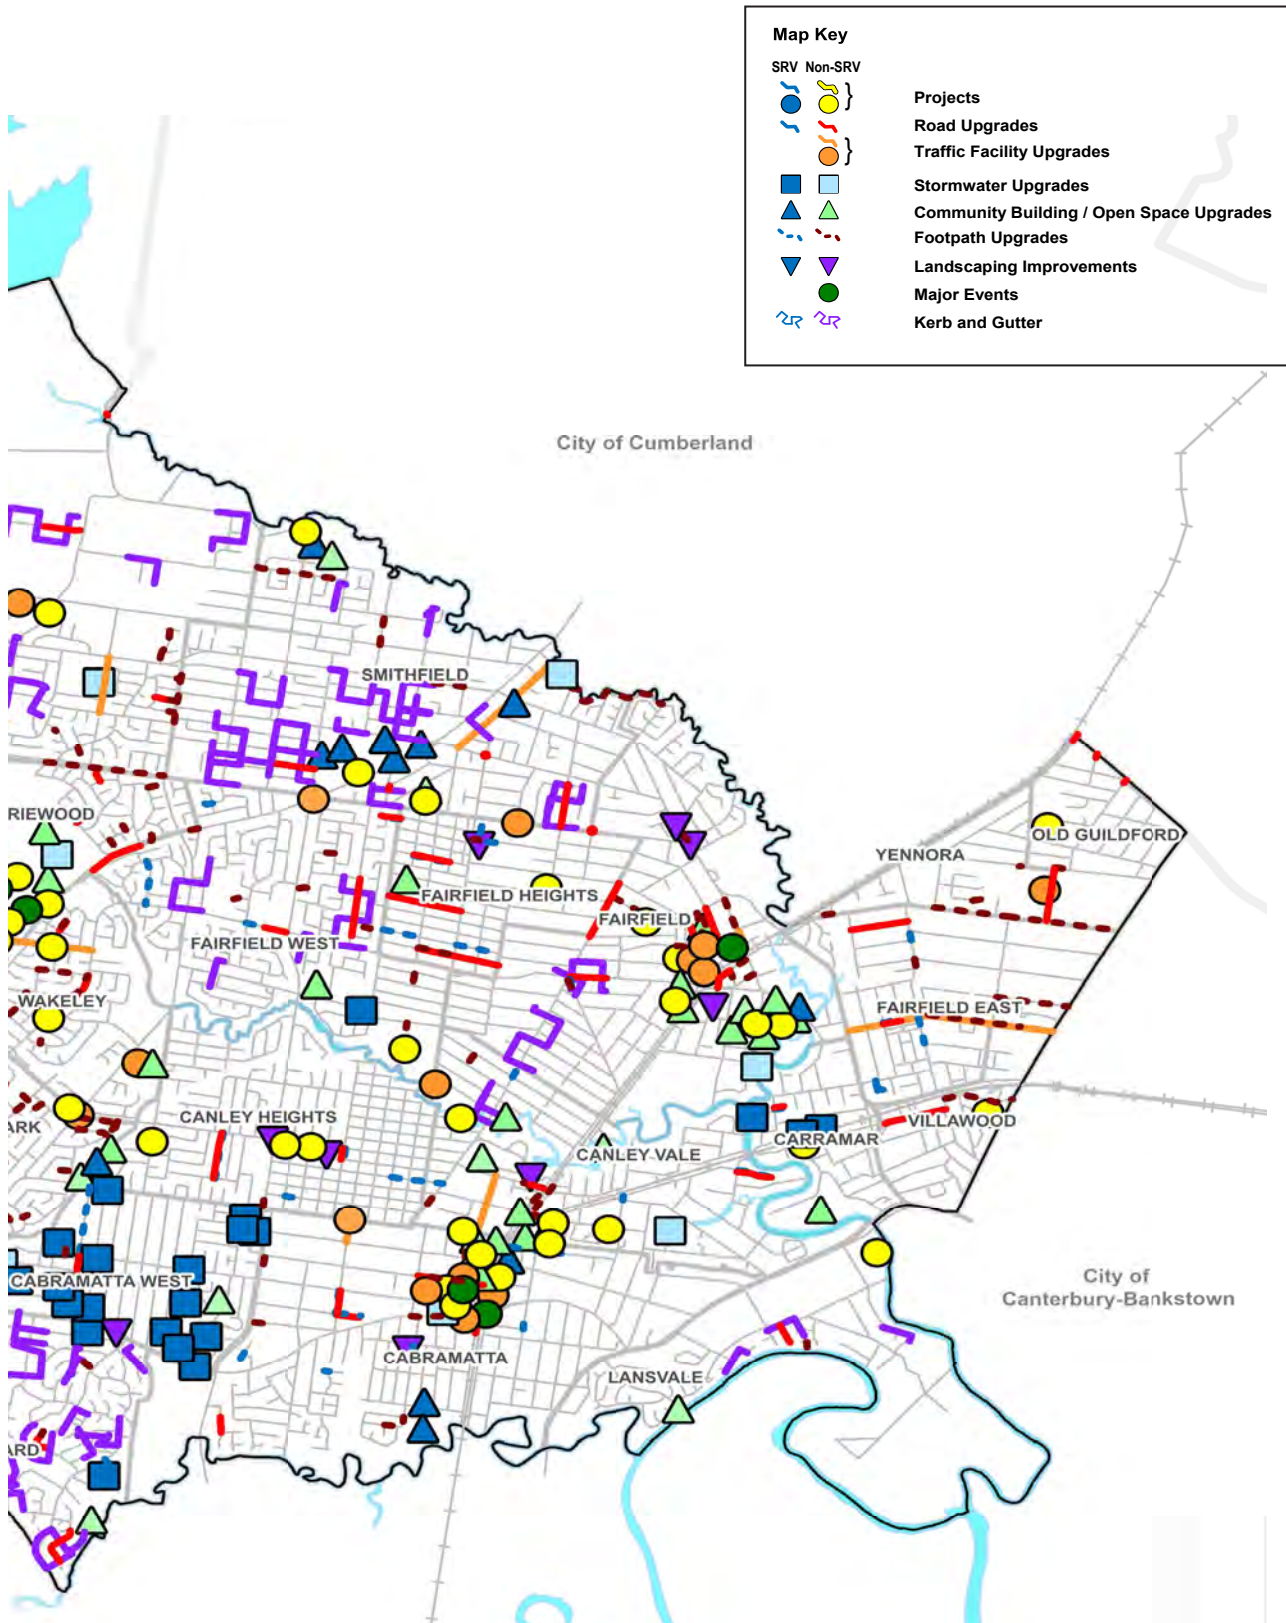 Map Key
SRV Non-SRV
Projects
Road Upgrades
Traffic Facility Upgrades
Stormwater Upgrades
Community Building / Open Space Upgrades
Footpath Upgrades
Landscaping Improvements
Major Events
Kerb and Gutter
City of Cumberland
SMITHFIELD
RIEWOOD
OLD GUILDFORD
YENNORA
FAIRFIELD HEIGHTS
FAIRFIELD
FAIRFIELD WEST
WAKELEY
FAIRFIELD EAST
CANLEY HEIGHTS
ARK
VILLAWOOD
CARRAMAR
CANLEY VALE
CABRAMATTA WEST
City of
Canterbury-Bankstown
CABRAMATTA
LANSVALE
ARD